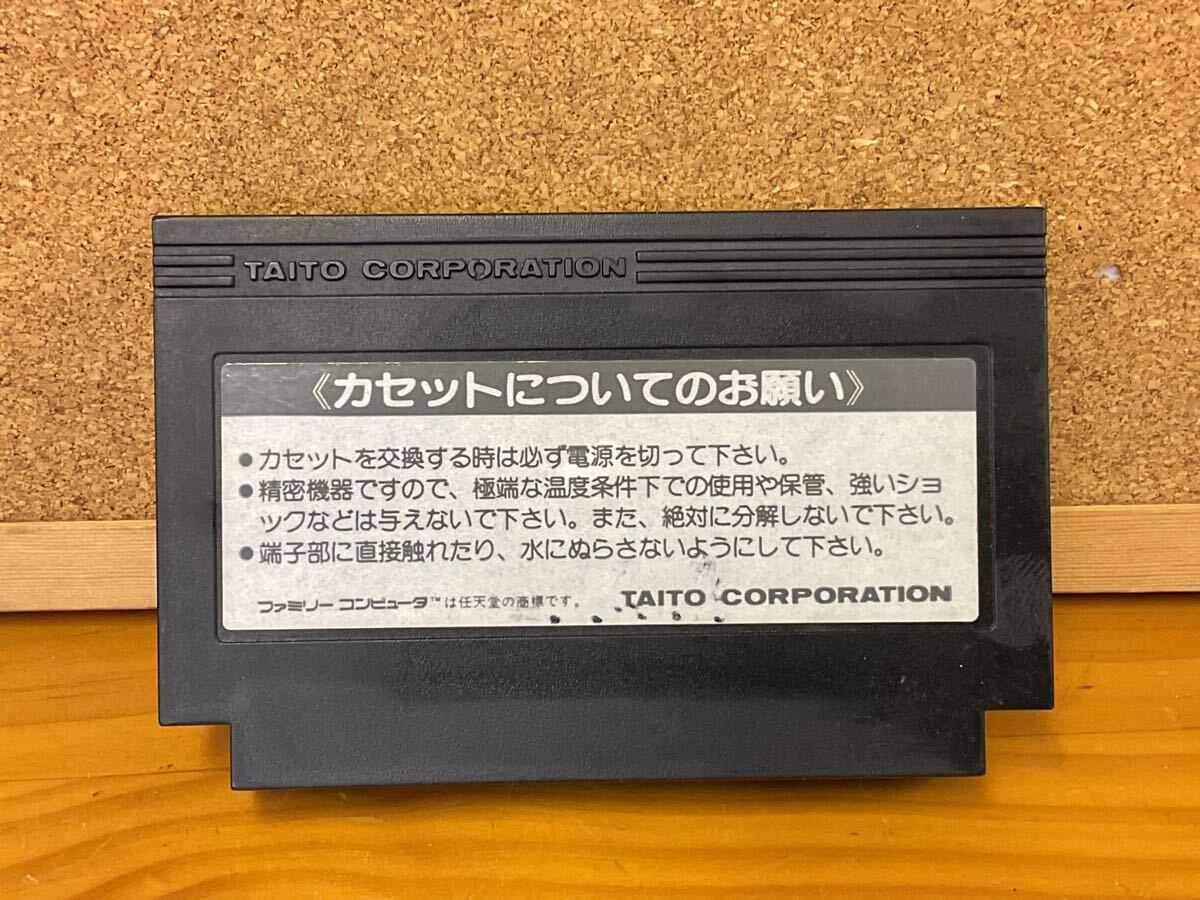 TAITO CORPORATION
《カセットについてのお願い》
●カセットを交換する時は必ず電源を切って下さい。
●精密機器ですので、極端な温度条件下での使用や保管、強いショ
ックなどは与えないで下さい。また、絶対に分解しないで下さい。
●端子部に直接触れたり、水にぬらさないようにして下さい。
ファミリーコンピュータ™は任天堂の商標です。 TAITO CORPORATION